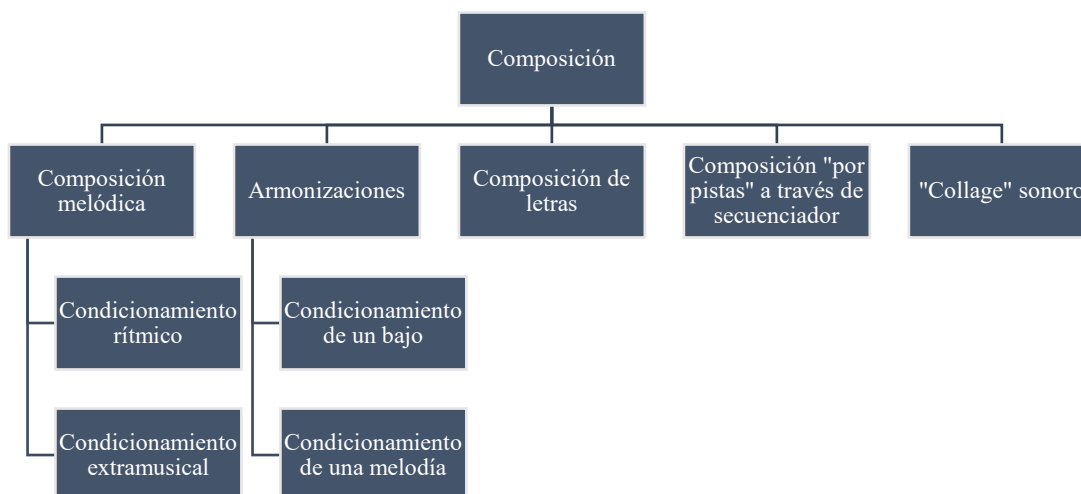 Composición
Composición
melódica
Armonizaciones
Composición de
letras
Composición "por
pistas" a través de
secuenciador
"Collage" sonoro
Condicionamiento
rítmico
Condicionamiento
de un bajo
Condicionamiento
extramusical
Condicionamiento
de una melodía